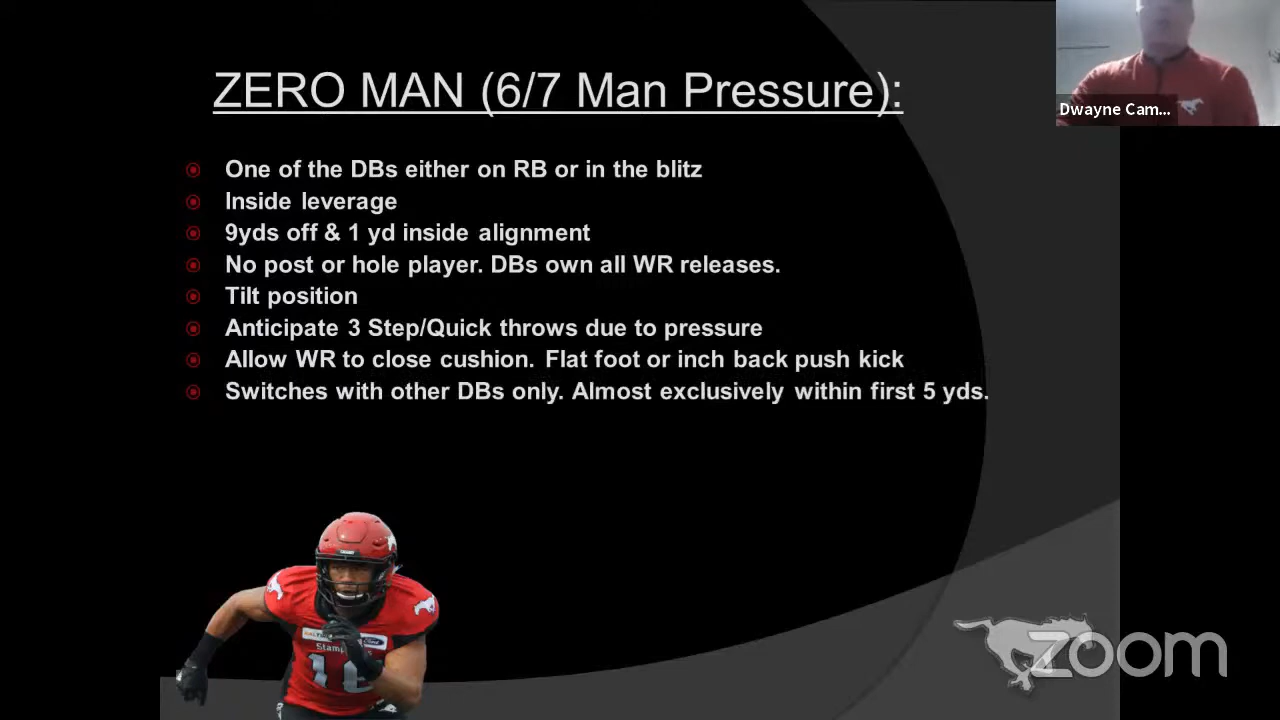 ZERO MAN (6/7 Man Pressure):
Dwayne Cam...
One of the DBs either on RB or in the blitz
Inside leverage
9yds off & 1 yd inside alignment
No post or hole player. DBs own all WR releases.
Tilt position
Anticipate 3 Step/Quick throws due to pressure
Allow WR to close cushion. Flat foot or inch back push kick
Switches with other DBs only. Almost exclusively within first 5 yds.
Ford
zoom